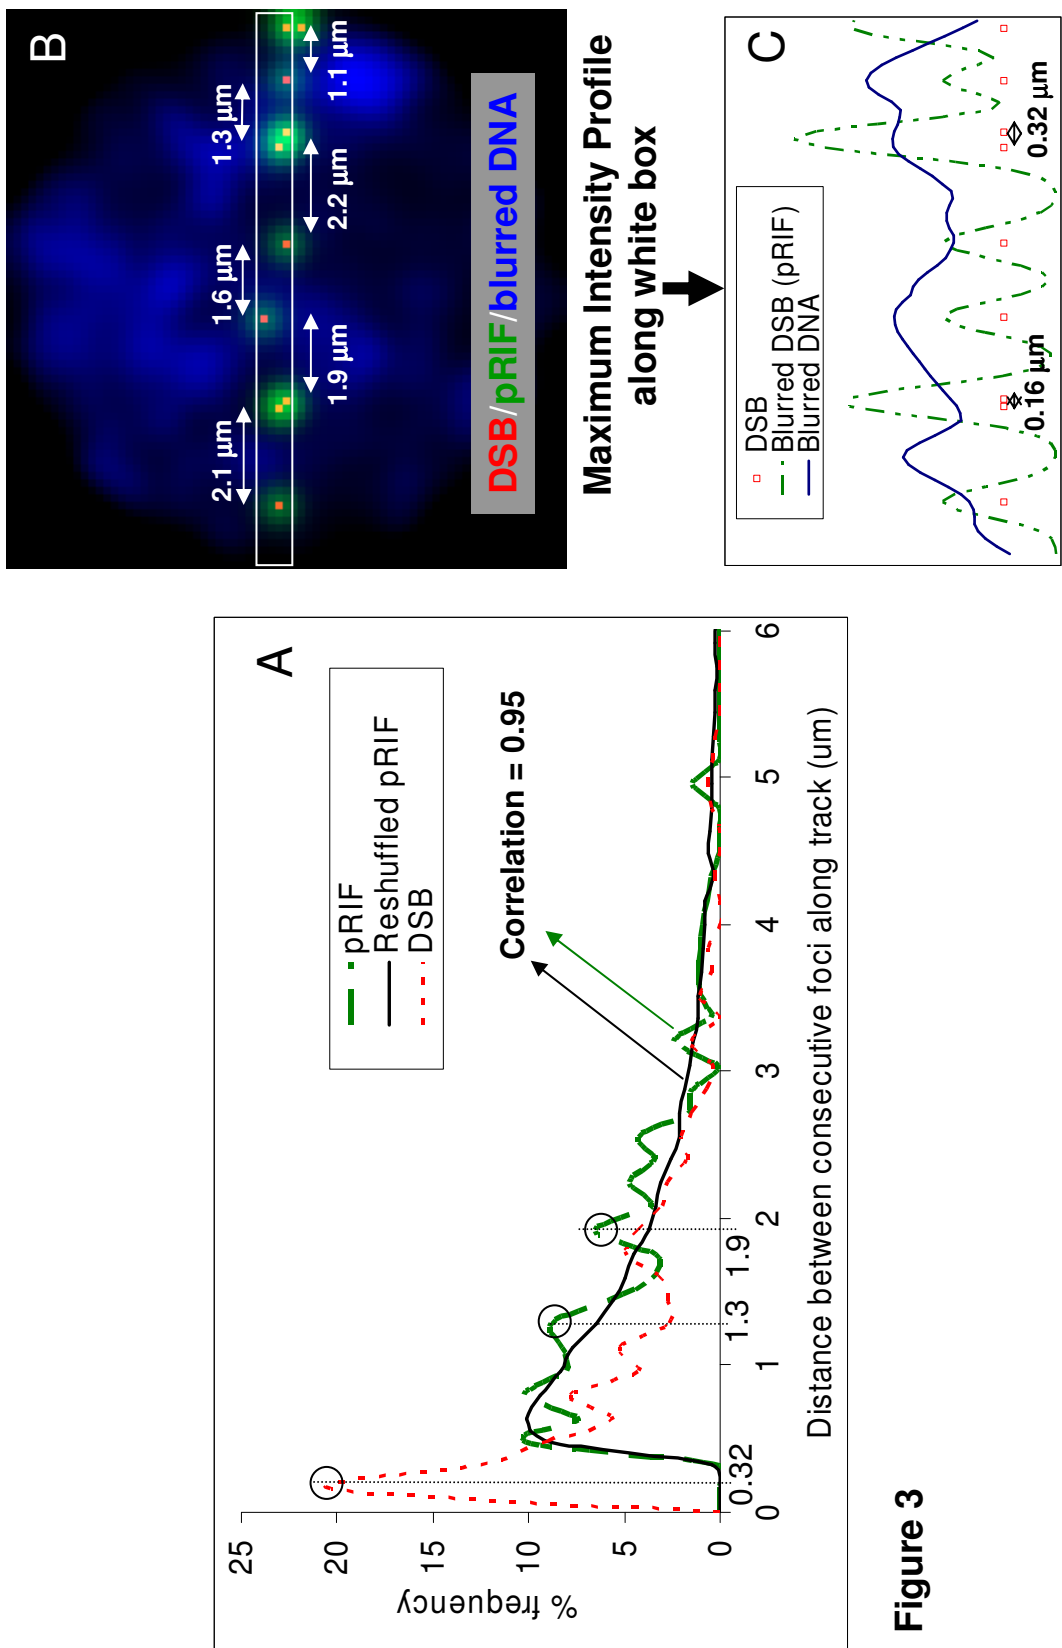 A
pRIF
Reshuffled pRIF
DSB
Correlation = 0.95
25
20
15
10
5
0
% frequency
0
0.32
1
1.3
1.9
2
3
4
5
6
Distance between consecutive foci along track (um)
Figure 3
B
2.1 µm
1.9 µm
1.6 µm
2.2 µm
1.3 µm
1.1 µm
DSB/pRIF/blurred DNA
Maximum Intensity Profile
along white box
C
DSB
Blurred DSB (pRIF)
Blurred DNA
0.16 µm
0.32 µm